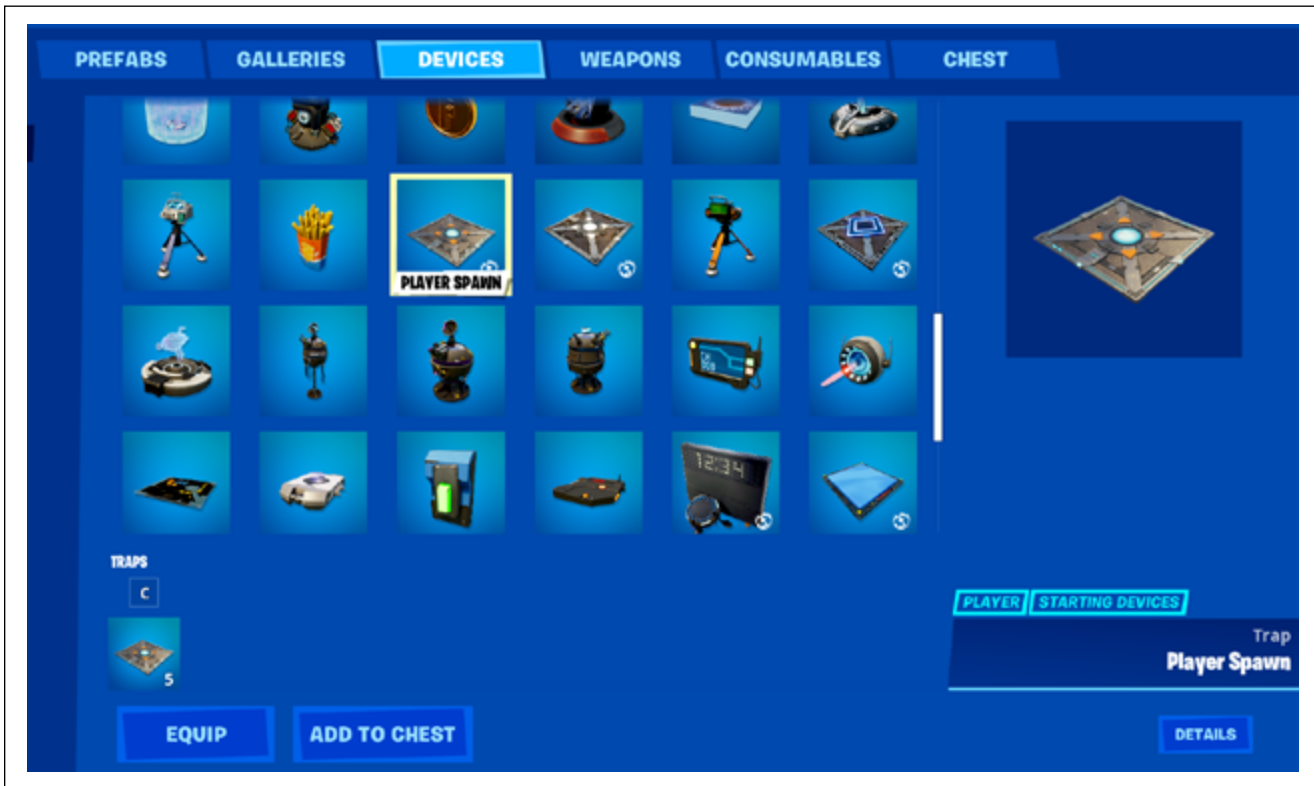 PREFABS
GALLERIES
DEVICES
WEAPONS
CONSUMABLES
CHEST
PLAYER SPAWN
12:34
TRAPS
C
5
PLAYER
STARTING DEVICES
Trap
Player Spawn
EQUIP
ADD TO CHEST
DETAILS